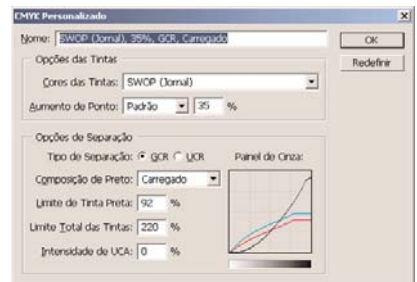 CMYK Personalizado
Nome: SWOP (Jornal), 35%, GCR, Carregado
OK
Redefinir
Opções das Tintas
Cores das Tintas: SWOP (Jornal)
Aumento de Ponto: Padrão 35 %
Opções de Separação
Tipo de Separação: GCR UCR
Painel de Cinza:
Composição de Preto: Carregado
Limite de Tinta Preta: 92 %
Limite Total das Tintas: 220 %
Intensidade de UCA: 0 %